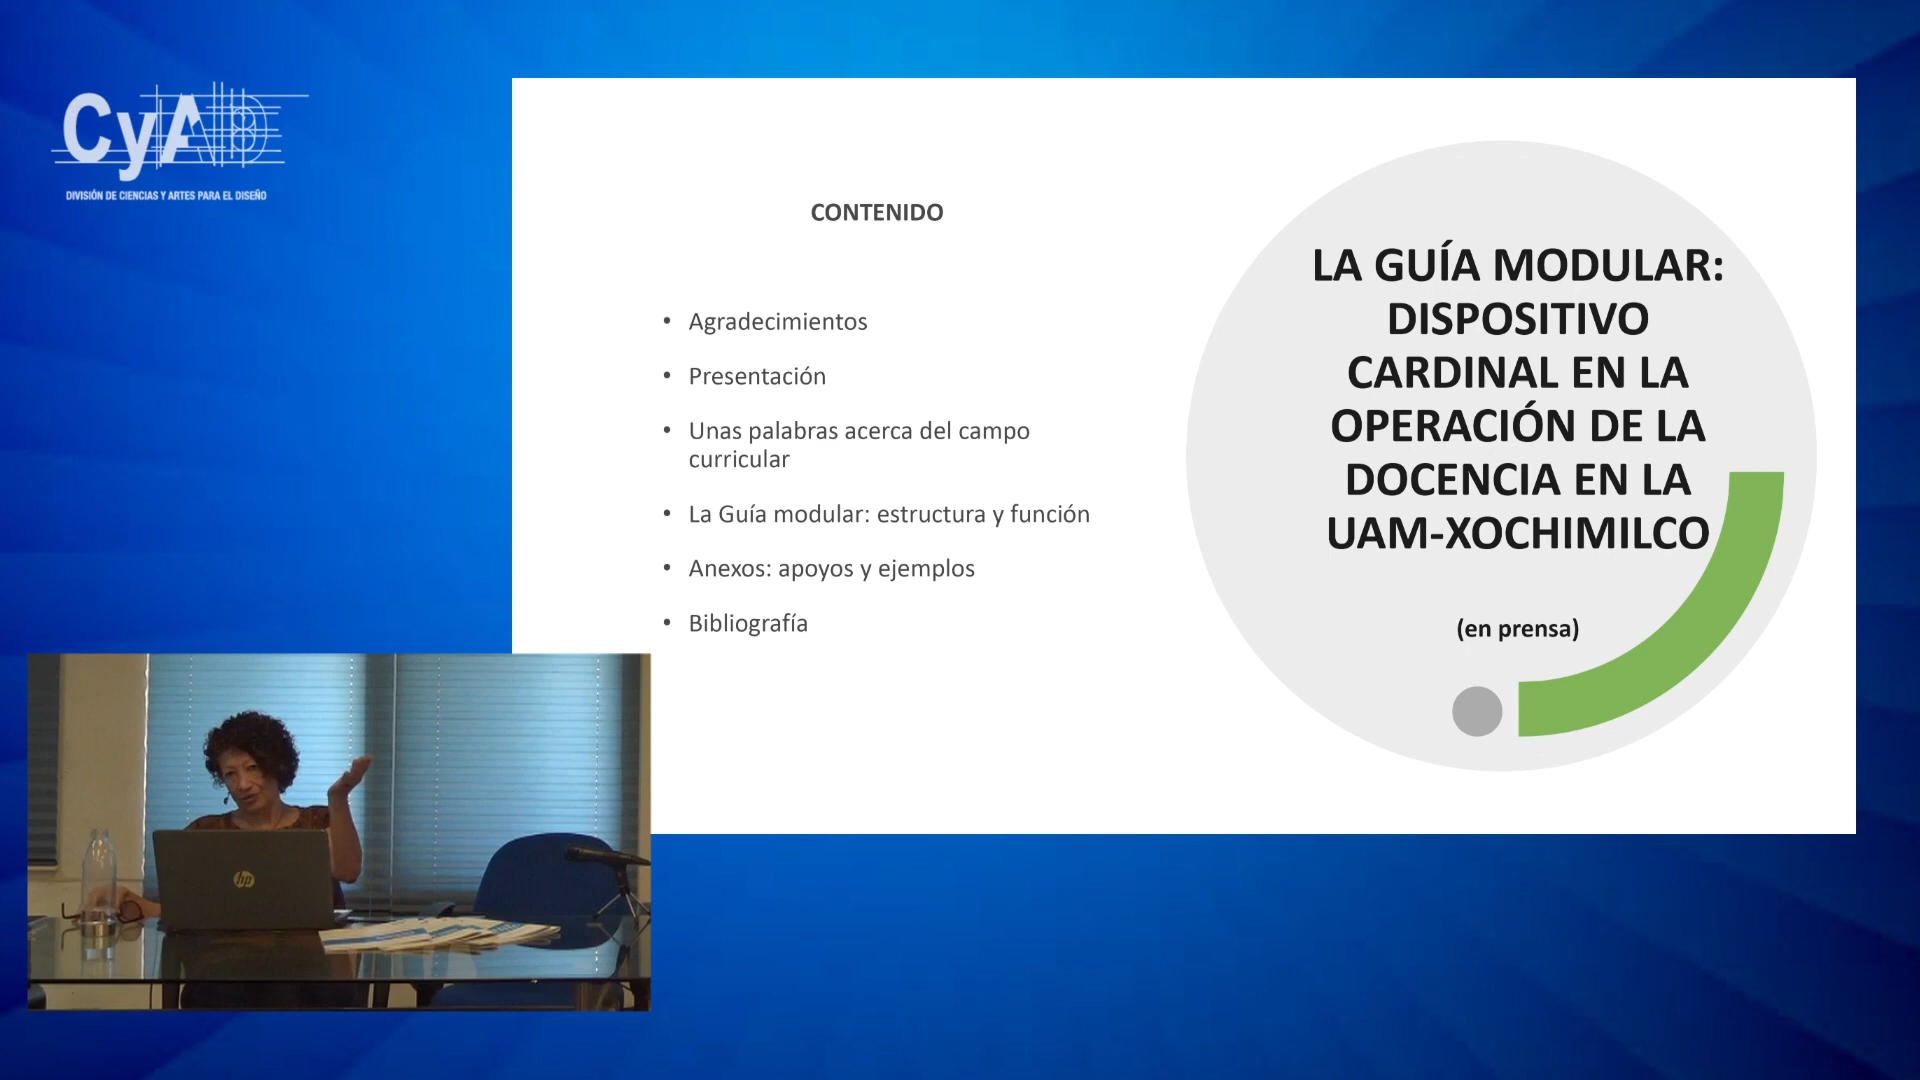 CyAD
DIVISIÓN DE CIENCIAS Y ARTES PARA EL DISEÑO
CONTENIDO
• Agradecimientos
• Presentación
• Unas palabras acerca del campo
curricular
• La Guía modular: estructura y función
• Anexos: apoyos y ejemplos
• Bibliografía
LA GUÍA MODULAR:
DISPOSITIVO
CARDINAL EN LA
OPERACIÓN DE LA
DOCENCIA EN LA
UAM-XOCHIMILCO
(en prensa)
hp